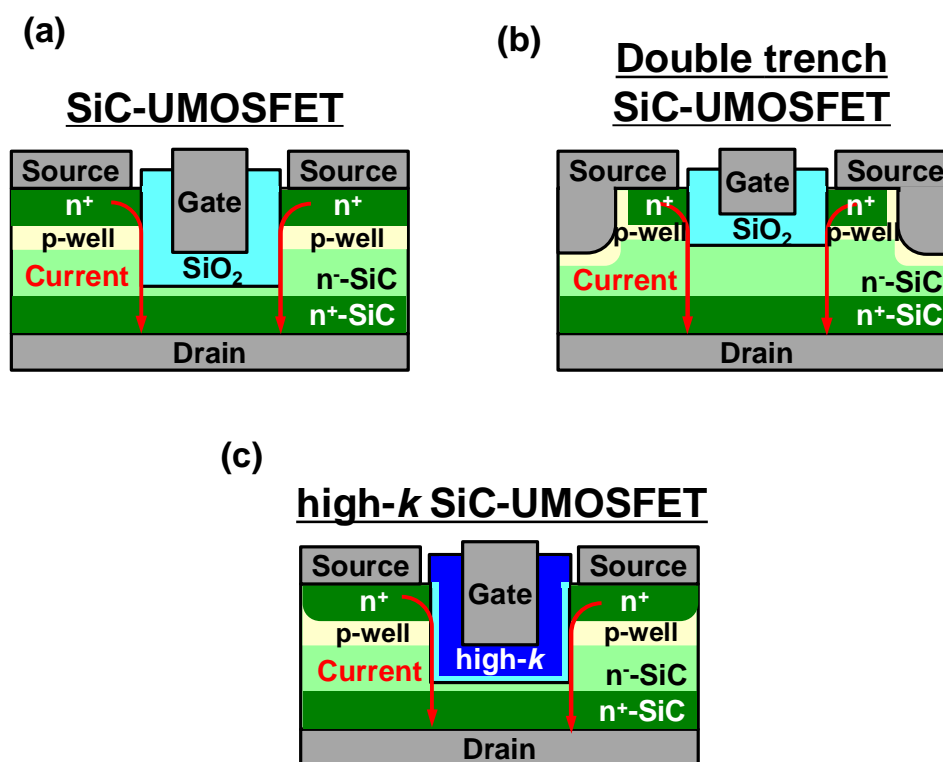 (a)
SiC-UMOSFET
Source
Source
Gate
n⁺
n⁺
p-well
p-well
SiO₂
Current
n⁻-SiC
n⁺-SiC
Drain
(b)
Double trench
SiC-UMOSFET
Source
Source
Gate
n⁺
n⁺
p-well
SiO₂
p-well
Current
n⁻-SiC
n⁺-SiC
Drain
(c)
high-k SiC-UMOSFET
Source
Source
Gate
n⁺
n⁺
p-well
p-well
high-k
Current
n⁻-SiC
n⁺-SiC
Drain